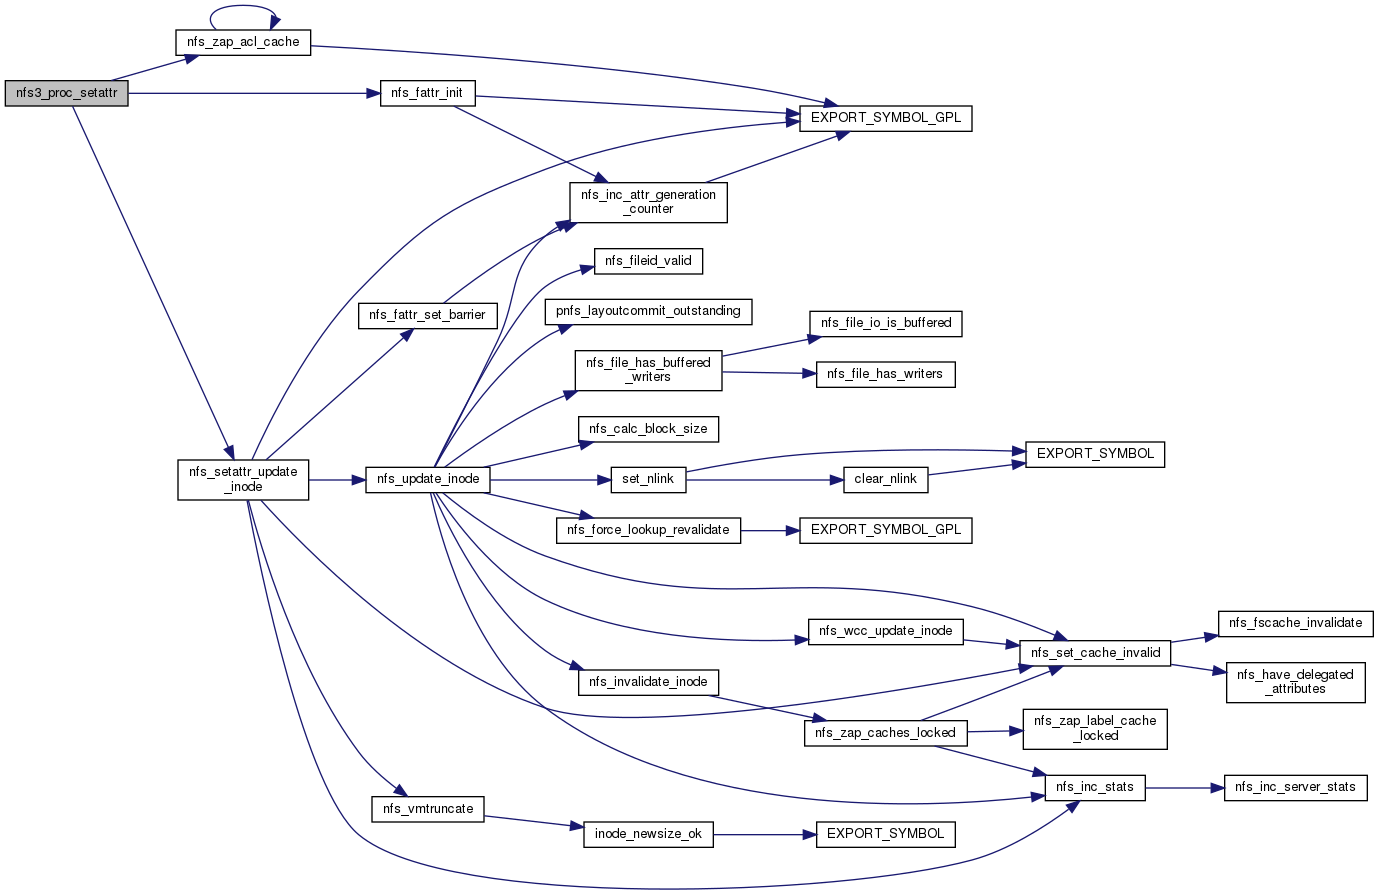 nfs_zap_acl_cache
nfs3_proc_setattr
nfs_fattr_init
EXPORT_SYMBOL_GPL
nfs_inc_attr_generation
_counter
nfs_fileid_valid
nfs_fattr_set_barrier
pnfs_layoutcommit_outstanding
nfs_file_io_is_buffered
nfs_file_has_buffered
_writers
nfs_file_has_writers
nfs_calc_block_size
EXPORT_SYMBOL
nfs_setattr_update
_inode
nfs_update_inode
set_nlink
clear_nlink
nfs_force_lookup_revalidate
EXPORT_SYMBOL_GPL
nfs_fscache_invalidate
nfs_wcc_update_inode
nfs_set_cache_invalid
nfs_invalidate_inode
nfs_have_delegated
_attributes
nfs_zap_caches_locked
nfs_zap_label_cache
_locked
nfs_inc_stats
nfs_inc_server_stats
nfs_vmtruncate
inode_newsize_ok
EXPORT_SYMBOL